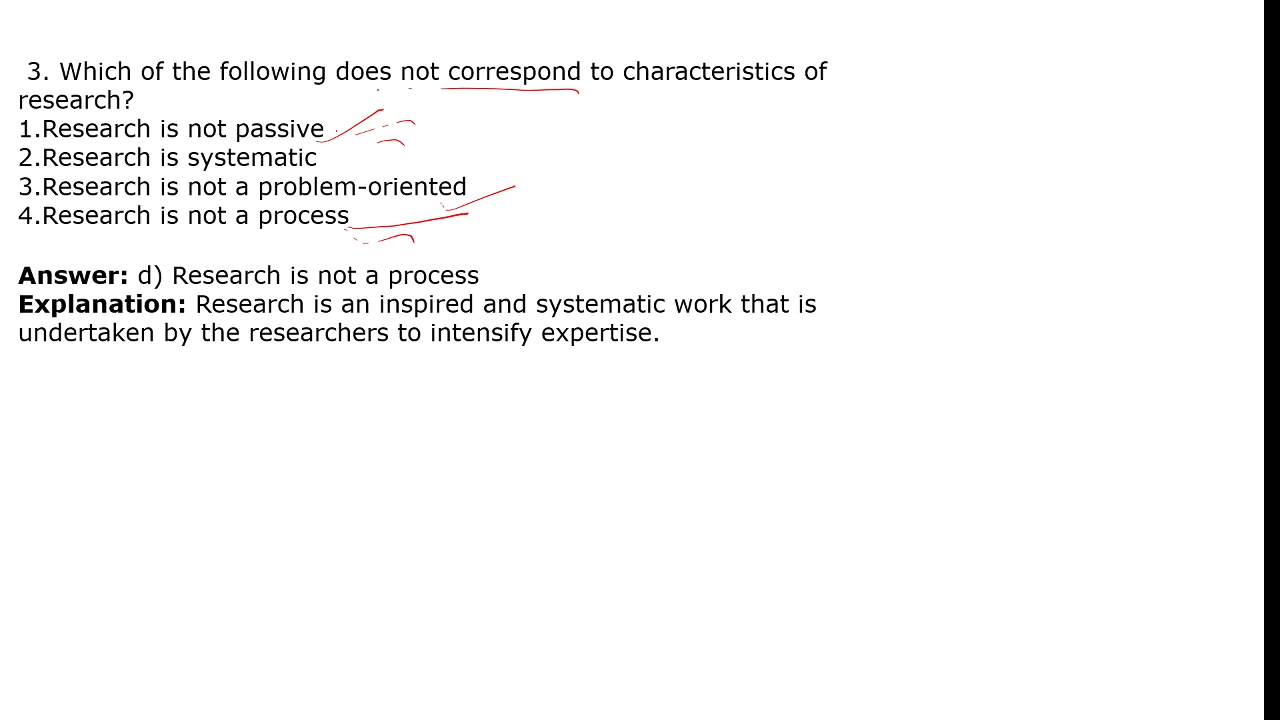 3. Which of the following does not correspond to characteristics of
research?
1.Research is not passive
2.Research is systematic
3.Research is not a problem-oriented
4.Research is not a process
Answer: d) Research is not a process
Explanation: Research is an inspired and systematic work that is
undertaken by the researchers to intensify expertise.